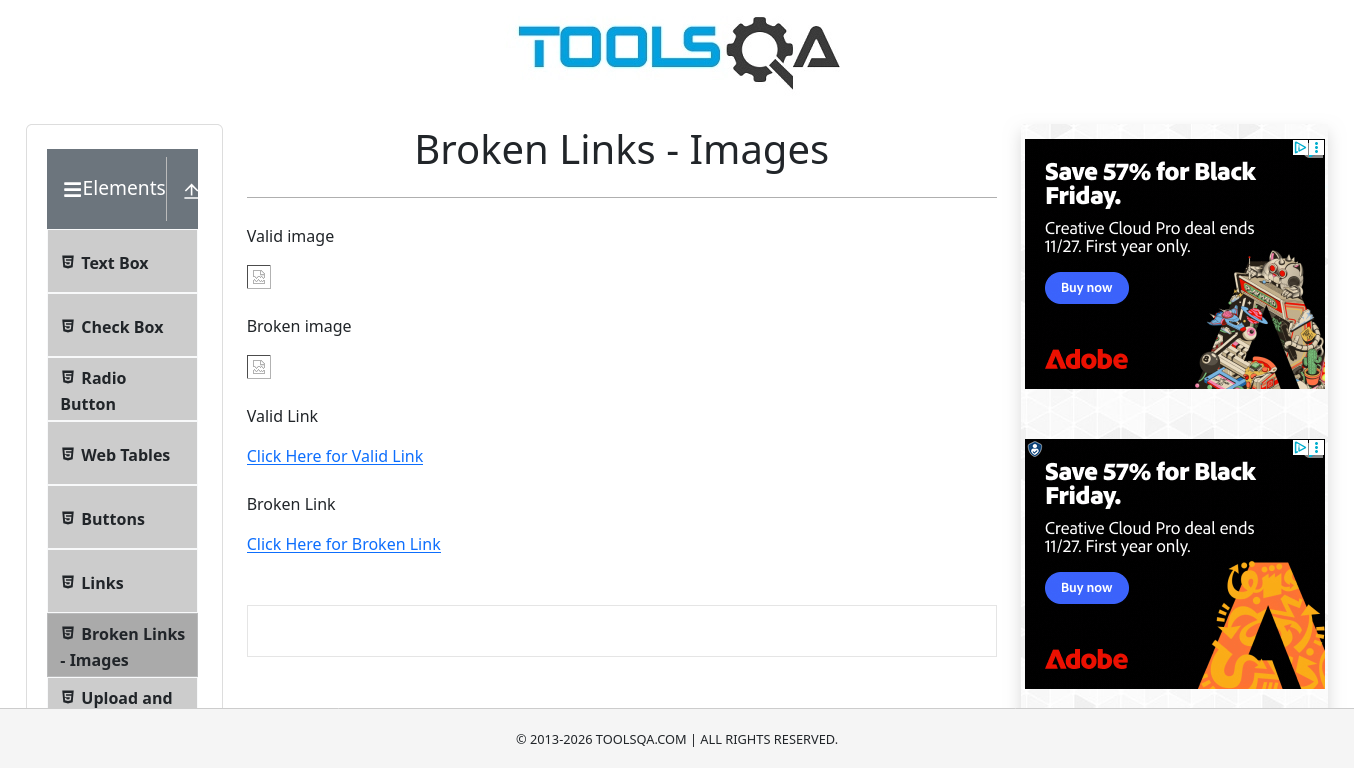 TOOLSQA
Broken Links - Images
Elements
Text Box
Check Box
Radio
Button
Web Tables
Buttons
Links
Broken Links
- Images
Upload and
Valid image
Broken image
Valid Link
Click Here for Valid Link
Broken Link
Click Here for Broken Link
Save 57% for Black
Friday.
Creative Cloud Pro deal ends
11/27. First year only.
Buy now
Adobe
Save 57% for Black
Friday.
Creative Cloud Pro deal ends
11/27. First year only.
Buy now
Adobe
© 2013-2026 TOOLSQA.COM | ALL RIGHTS RESERVED.